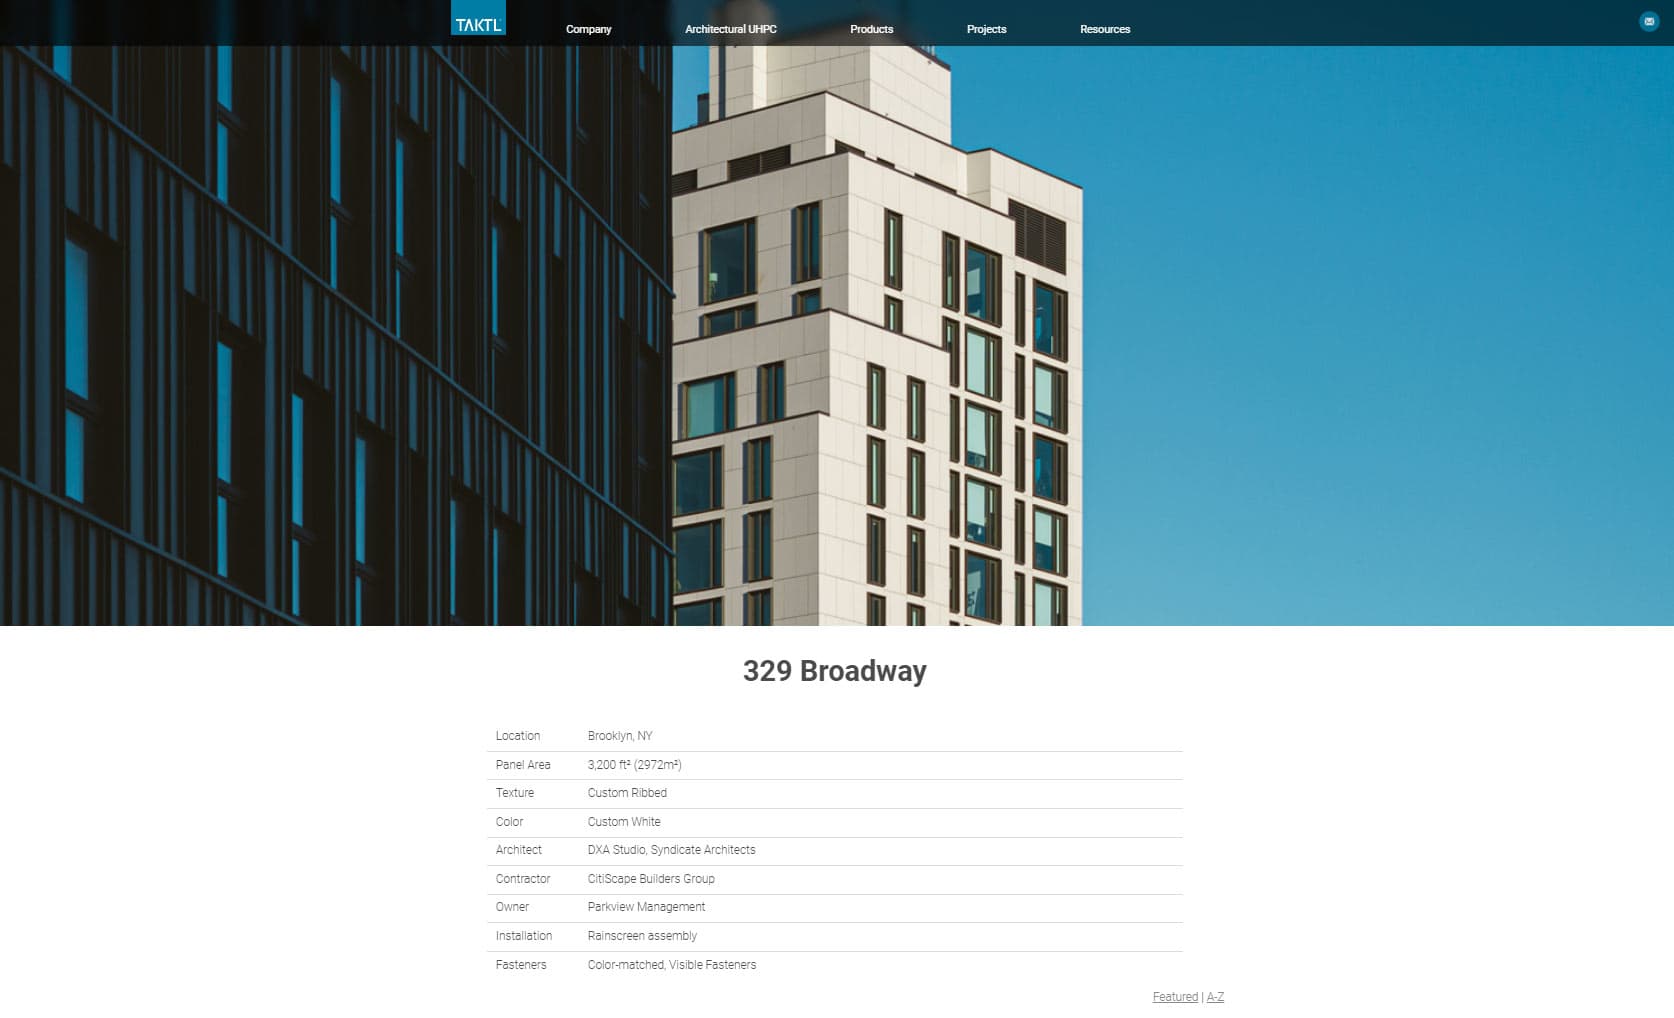 TAKTL
Company
Architectural UHPC
Products
Projects
Resources
329 Broadway
Location Brooklyn, NY
Panel Area 3,200 ft² (2972m²)
Texture Custom Ribbed
Color Custom White
Architect DXA Studio, Syndicate Architects
Contractor CitiScape Builders Group
Owner Parkview Management
Installation Rainscreen assembly
Fasteners Color-matched, Visible Fasteners
Featured | A-Z